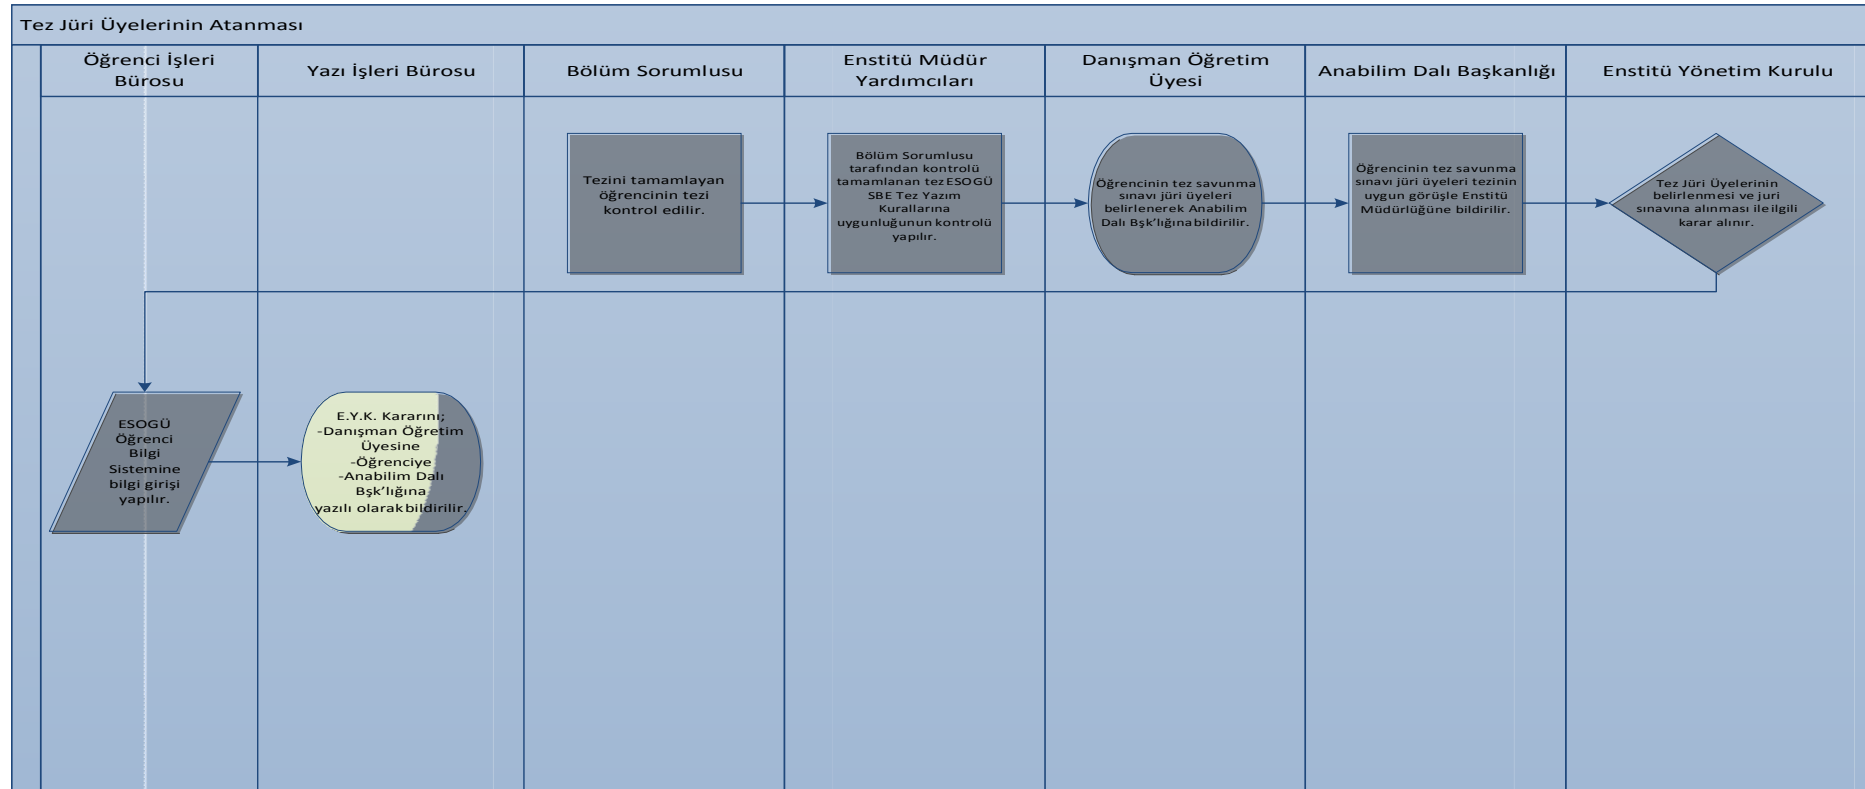 Tez Jüri Üyelerinin Atanması
Öğrenci İşleri
Bürosu
Yazı İşleri Bürosu
Bölüm Sorumlusu
Enstitü Müdür
Yardımcıları
Danışman Öğretim
Üyesi
Anabilim Dalı Başkanlığı
Enstitü Yönetim Kurulu
Tezini tamamlayan
öğrencinin tezi
kontrol edilir.
Bölüm Sorumlusu
tarafından kontrolü
tamamlanan tez ESOGÜ
SBE Tez Yazım
Kurallarına
uygunluğunun kontrolü
yapılır.
Öğrencinin tez savunma
sınavı jüri üyeleri
belirlenerek Anabilim
Dalı Bşk’lığına bildirilir.
Öğrencinin tez savunma
sınavı jüri üyeleri tezinin
uygun görüşle Enstitü
Müdürlüğüne bildirilir.
Tez Jüri Üyelerinin
belirlenmesi ve juri
sınavına alınması ile ilgili
karar alınır.
ESOGÜ
Öğrenci
Bilgi
Sistemine
bilgi girişi
yapılır.
E.Y.K. Kararını;
-Danışman Öğretim
Üyesine
-Öğrenciye
-Anabilim Dalı
Bşk’lığına
yazılı olarak bildirilir.